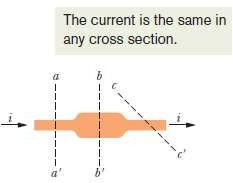 The current is the same in
any cross section.
a b
c
i i
a' b' c'